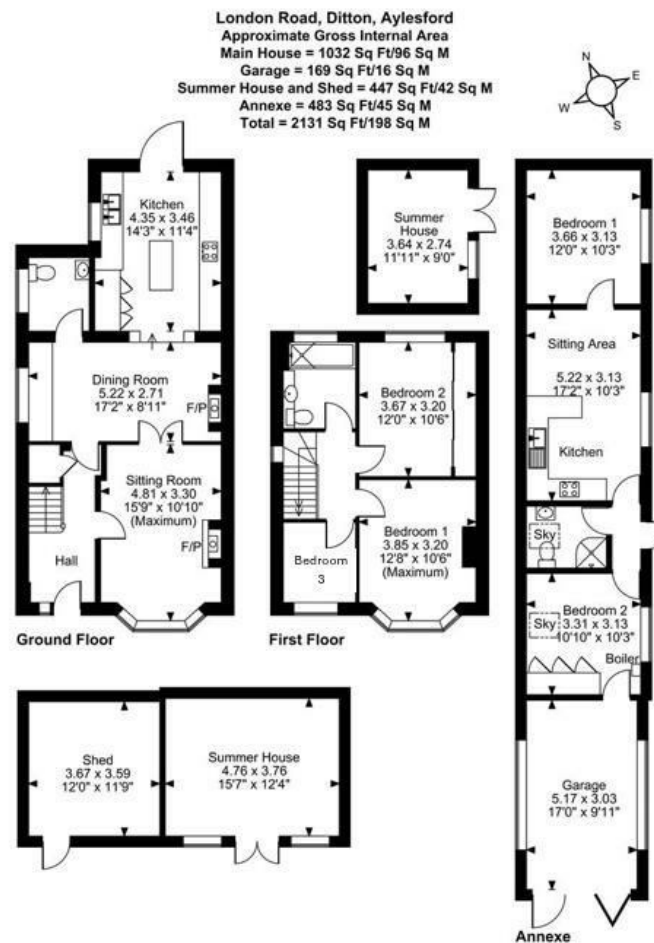 London Road, Ditton, Aylesford
Approximate Gross Internal Area
Main House = 1032 Sq Ft/96 Sq M
Garage = 169 Sq Ft/16 Sq M
Summer House and Shed = 447 Sq Ft/42 Sq M
Annexe = 483 Sq Ft/45 Sq M
Total = 2131 Sq Ft/198 Sq M
N
E
W
S
Kitchen
4.35 x 3.46
14'3" x 11'4"
Dining Room
5.22 x 2.71
17'2" x 8'11"
F/P
Sitting Room
4.81 x 3.30
15'9" x 10'10"
(Maximum)
F/P
Hall
Ground Floor
Summer
House
3.64 x 2.74
11'11" x 9'0"
Bedroom 2
3.67 x 3.20
12'0" x 10'6"
Bedroom 1
3.85 x 3.20
12'8" x 10'6"
(Maximum)
Bedroom
3
First Floor
Bedroom 1
3.66 x 3.13
12'0" x 10'3"
Sitting Area
5.22 x 3.13
17'2" x 10'3"
Kitchen
Sky
Bedroom 2
3.31 x 3.13
10'10" x 10'3"
Sky
Boiler
Garage
5.17 x 3.03
17'0" x 9'11"
Annexe
Shed
3.67 x 3.59
12'0" x 11'9"
Summer House
4.76 x 3.76
15'7" x 12'4"